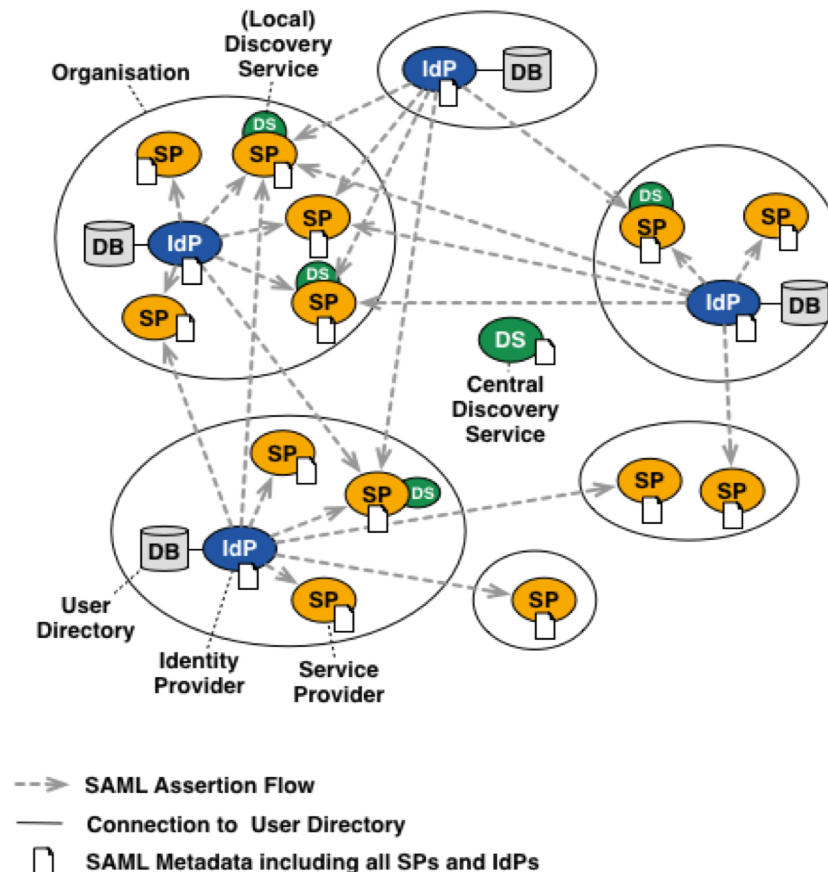 (Local)
Discovery
Service
Organisation
IdP
DB
DS
SP
SP
SP
DB
IdP
DS
SP
SP
DS
SP
SP
IdP
DB
DS
Central
Discovery
Service
SP
SP
DS
SP
SP
DB
IdP
SP
SP
User
Directory
Identity
Provider
Service
Provider
SAML Assertion Flow
Connection to User Directory
SAML Metadata including all SPs and IdPs